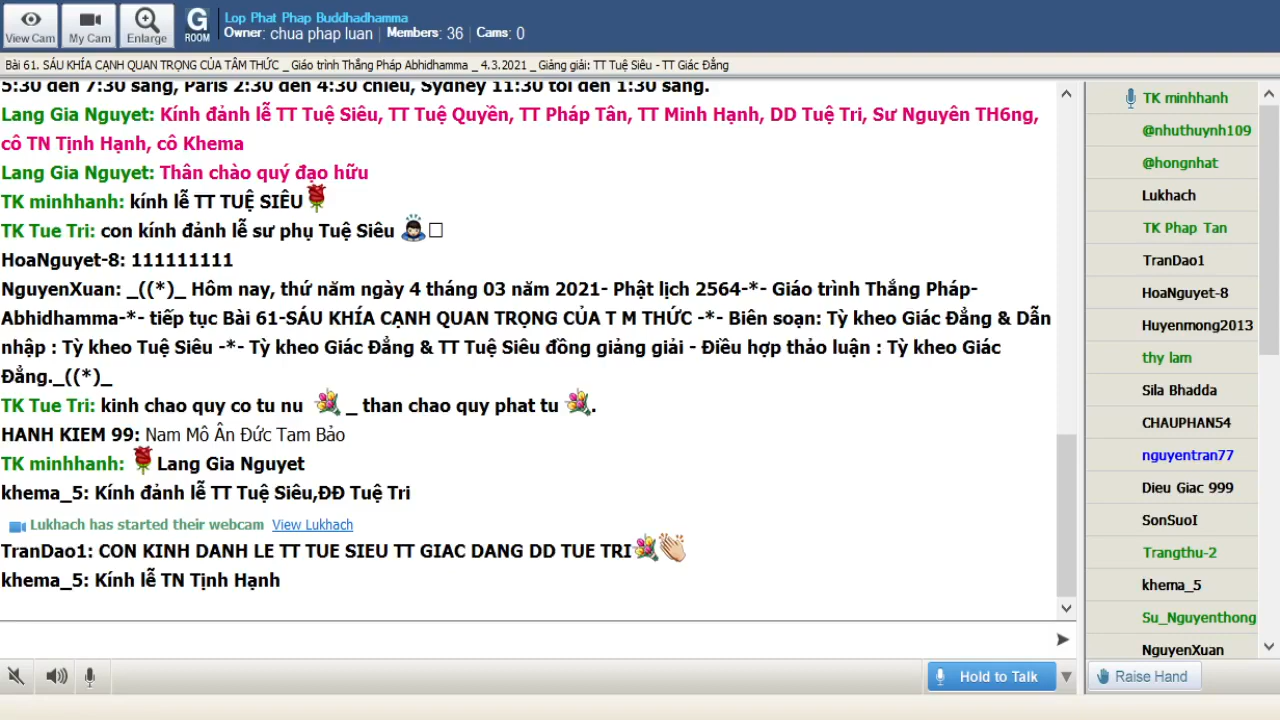 View Cam
My Cam
Enlarge
G
ROOM
Lop Phat Phap Buddhadhamma
Owner: chua phap luan | Members: 36 | Cams: 0
Bài 61. SÁU KHÍA CẠNH QUAN TRỌNG CỦA TÂM THỨC _ Giáo trình Thắng Pháp Abhidhamma _ 4.3.2021 _ Giảng giải: TT Tuệ Siêu - TT Giác Đẳng
5:30 đến 7:30 sáng, Paris 2:30 đến 4:30 chiều, Sydney 11:30 tối đến 1:30 sáng.
Lang Gia Nguyet: Kính đảnh lễ TT Tuệ Siêu, TT Tuệ Quyền, TT Pháp Tân, TT Minh Hạnh, DD Tuệ Tri, Sư Nguyên TH6ng,
cô TN Tịnh Hạnh, cô Khema
Lang Gia Nguyet: Thân chào quý đạo hữu
TK minhhanh: kính lễ TT TUỆ SIÊU
TK Tue Tri: con kính đảnh lễ sư phụ Tuệ Siêu
HoaNguyet-8: 111111111
NguyenXuan: _((*)_ Hôm nay, thứ năm ngày 4 tháng 03 năm 2021- Phật lịch 2564-*- Giáo trình Thắng Pháp-
Abhidhamma-*- tiếp tục Bài 61-SÁU KHÍA CẠNH QUAN TRỌNG CỦA T M THỨC -*- Biên soạn: Tỳ kheo Giác Đẳng & Dẫn
nhập : Tỳ kheo Tuệ Siêu -*- Tỳ kheo Giác Đẳng & TT Tuệ Siêu đồng giảng giải - Điều hợp thảo luận : Tỳ kheo Giác
Đẳng._((*)_
TK Tue Tri: kinh chao quy co tu nu _ than chao quy phat tu .
HANH KIEM 99: Nam Mô Ân Đức Tam Bảo
TK minhhanh: Lang Gia Nguyet
khema_5: Kính đảnh lễ TT Tuệ Siêu,ĐĐ Tuệ Tri
Lukhach has started their webcam View Lukhach
TranDao1: CON KINH DANH LE TT TUE SIEU TT GIAC DANG DD TUE TRI
khema_5: Kính lễ TN Tịnh Hạnh
Hold to Talk
TK minhhanh
@nhuthuynh109
@hongnhat
Lukhach
TK Phap Tan
TranDao1
HoaNguyet-8
Huyenmong2013
thy lam
Sila Bhadda
CHAUPHAN54
nguyentran77
Dieu Giac 999
SonSuoI
Trangthu-2
khema_5
Su_Nguyenthong
NguyenXuan
Raise Hand